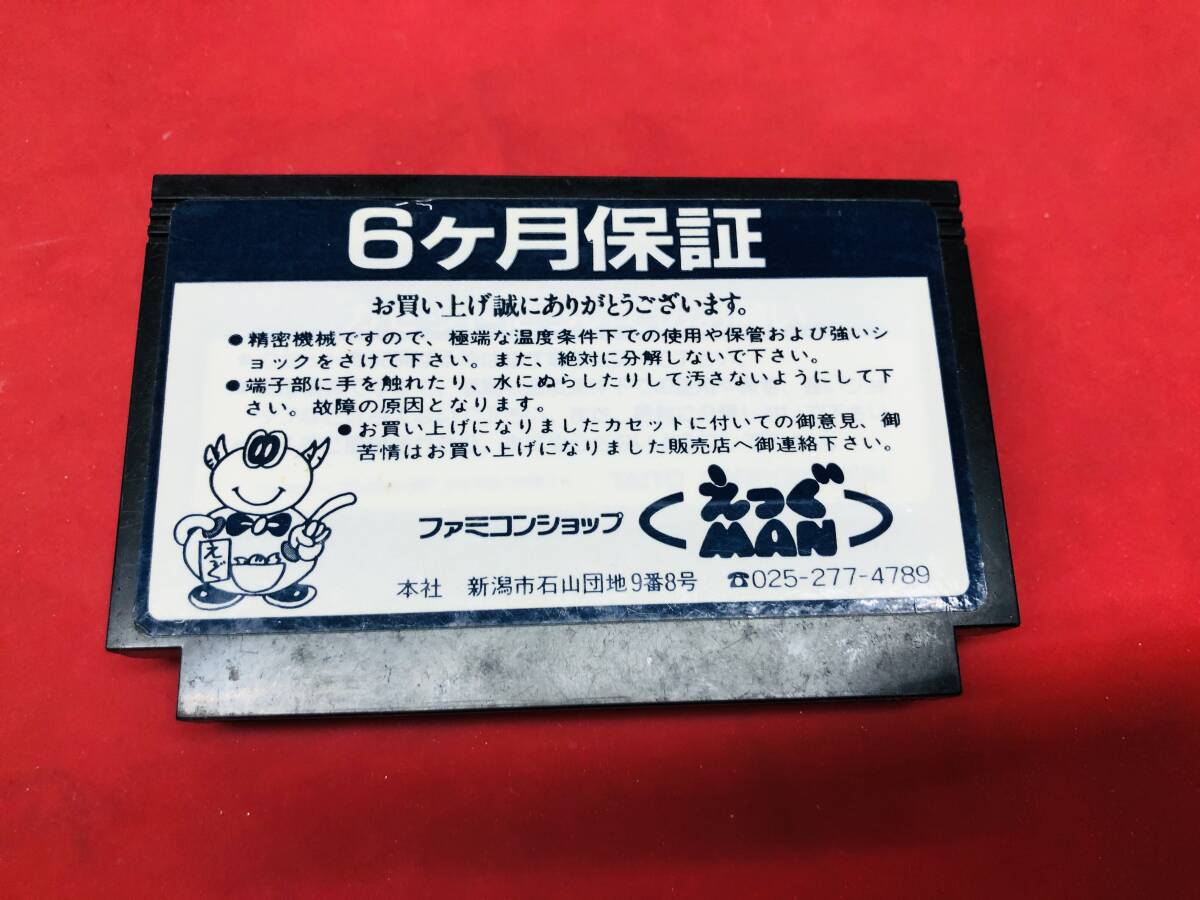 6ヶ月保証
お買い上げ誠にありがとうございます。
●精密機械ですので、極端な温度条件下での使用や保管および強いシ
ョックをさけて下さい。また、絶対に分解しないで下さい。
●端子部に手を触れたり、水にぬらしたりして汚さないようにして下
さい。故障の原因となります。
●お買い上げになりましたカセットに付いての御意見、御
苦情はお買い上げになりました販売店へ御連絡下さい。
えぐ
ファミコンショップ
えっぐ
MAN
本社 新潟市石山団地9番8号 ☎025-277-4789